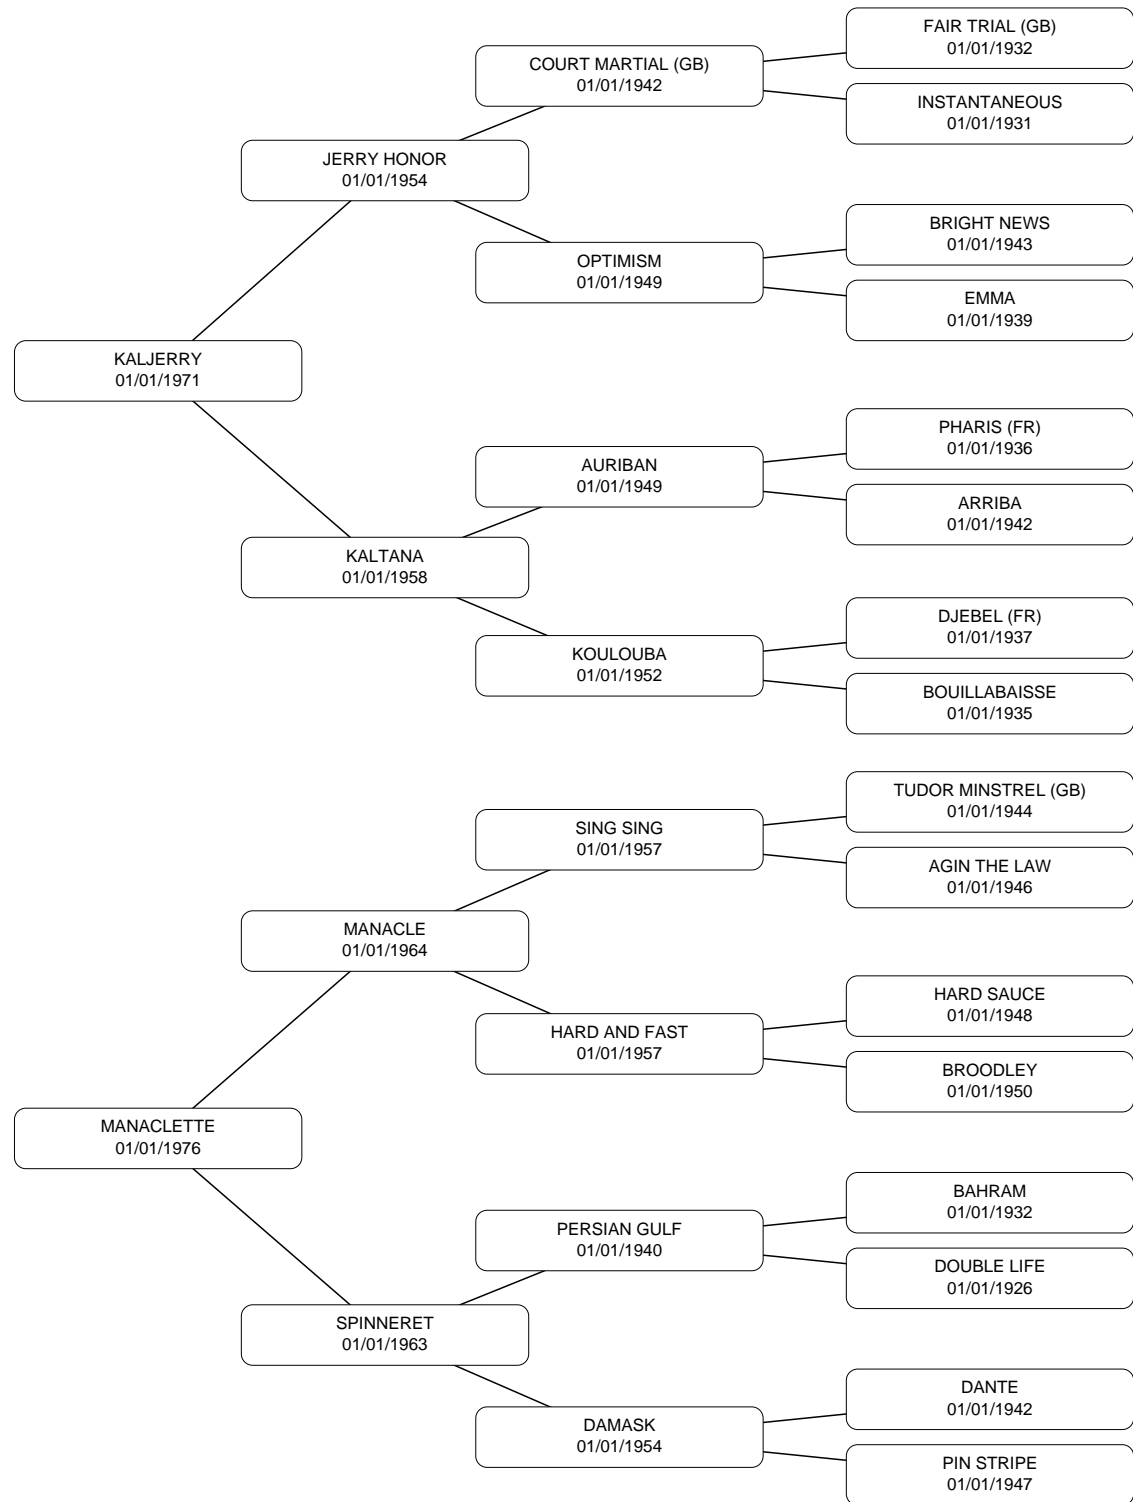 FAIR TRIAL (GB)
01/01/1932
COURT MARTIAL (GB)
01/01/1942
INSTANTANEOUS
01/01/1931
JERRY HONOR
01/01/1954
BRIGHT NEWS
01/01/1943
OPTIMISM
01/01/1949
EMMA
01/01/1939
KALJERRY
01/01/1971
PHARIS (FR)
01/01/1936
AURIBAN
01/01/1949
ARRIBA
01/01/1942
KALTANA
01/01/1958
DJEBEL (FR)
01/01/1937
KOULOUBA
01/01/1952
BOUILLABAISSE
01/01/1935
TUDOR MINSTREL (GB)
01/01/1944
SING SING
01/01/1957
AGIN THE LAW
01/01/1946
MANACLE
01/01/1964
HARD SAUCE
01/01/1948
HARD AND FAST
01/01/1957
BROODLEY
01/01/1950
MANACLETTE
01/01/1976
BAHRAM
01/01/1932
PERSIAN GULF
01/01/1940
DOUBLE LIFE
01/01/1926
SPINNERET
01/01/1963
DANTE
01/01/1942
DAMASK
01/01/1954
PIN STRIPE
01/01/1947